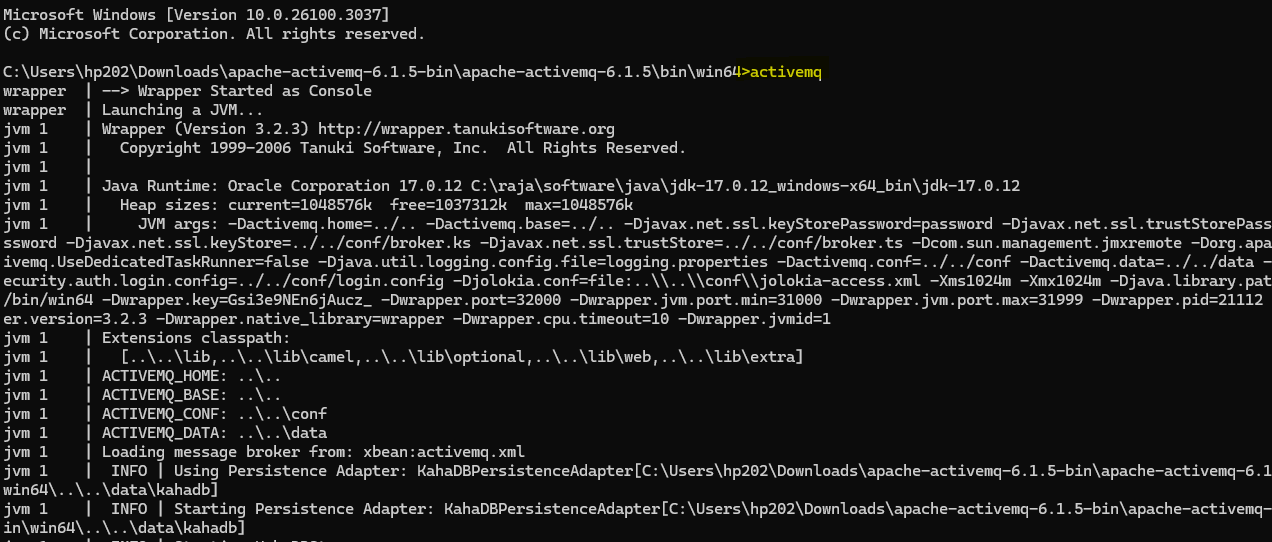 Microsoft Windows [Version 10.0.26100.3037]
(c) Microsoft Corporation. All rights reserved.
C:\Users\hp202\Downloads\apache-activemq-6.1.5-bin\apache-activemq-6.1.5\bin\win64>activemq
wrapper  | --> Wrapper Started as Console
wrapper  | Launching a JVM...
jvm 1    | Wrapper (Version 3.2.3) http://wrapper.tanukisoftware.org
jvm 1    |   Copyright 1999-2006 Tanuki Software, Inc.  All Rights Reserved.
jvm 1    |
jvm 1    | Java Runtime: Oracle Corporation 17.0.12 C:\raja\software\java\jdk-17.0.12_windows-x64_bin\jdk-17.0.12
jvm 1    |   Heap sizes: current=1048576k  free=1037312k  max=1048576k
jvm 1    |     JVM args: -Dactivemq.home=../.. -Dactivemq.base=../.. -Djavax.net.ssl.keyStorePassword=password -Djavax.net.ssl.trustStorePass
ssword -Djavax.net.ssl.keyStore=../../conf/broker.ks -Djavax.net.ssl.trustStore=../../conf/broker.ts -Dcom.sun.management.jmxremote -Dorg.apa
ivemq.UseDedicatedTaskRunner=false -Djava.util.logging.config.file=logging.properties -Dactivemq.conf=../../conf -Dactivemq.data=../../data -
ecurity.auth.login.config=../../conf/login.config -Djolokia.conf=file:..\\..\\conf\\jolokia-access.xml -Xms1024m -Xmx1024m -Djava.library.pat
/bin/win64 -Dwrapper.key=Gsi3e9NEn6jAucz_ -Dwrapper.port=32000 -Dwrapper.jvm.port.min=31000 -Dwrapper.jvm.port.max=31999 -Dwrapper.pid=21112
er.version=3.2.3 -Dwrapper.native_library=wrapper -Dwrapper.cpu.timeout=10 -Dwrapper.jvmid=1
jvm 1    | Extensions classpath:
jvm 1    |   [..\..\lib,..\..\lib\camel,..\..\lib\optional,..\..\lib\web,..\..\lib\extra]
jvm 1    | ACTIVEMQ_HOME: ..\..
jvm 1    | ACTIVEMQ_BASE: ..\..
jvm 1    | ACTIVEMQ_CONF: ..\..\conf
jvm 1    | ACTIVEMQ_DATA: ..\..\data
jvm 1    | Loading message broker from: xbean:activemq.xml
jvm 1    |  INFO | Using Persistence Adapter: KahaDBPersistenceAdapter[C:\Users\hp202\Downloads\apache-activemq-6.1.5-bin\apache-activemq-6.1
win64\..\..\data\kahadb]
jvm 1    |  INFO | Starting Persistence Adapter: KahaDBPersistenceAdapter[C:\Users\hp202\Downloads\apache-activemq-6.1.5-bin\apache-activemq-
in\win64\..\..\data\kahadb]